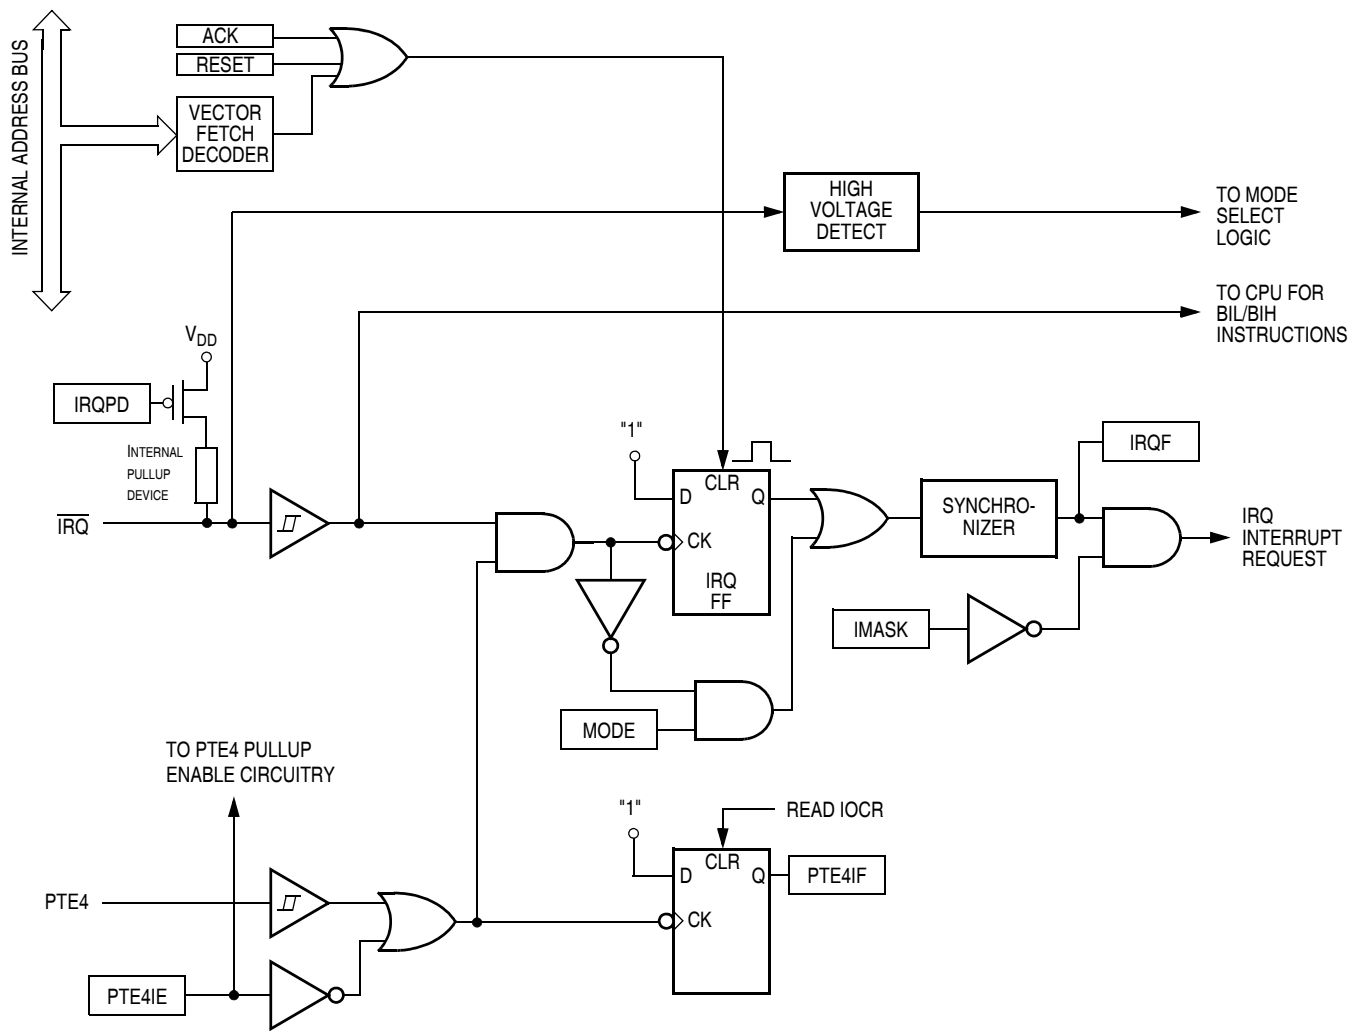 INTERNAL ADDRESS BUS
ACK
RESET
VECTOR
FETCH
DECODER
HIGH
VOLTAGE
DETECT
TO MODE
SELECT
LOGIC
TO CPU FOR
BIL/BIH
INSTRUCTIONS
VDD
IRQPD
INTERNAL
PULLUP
DEVICE
IRQ
"1"
CLR
D
Q
CK
IRQ
FF
SYNCHRO-
NIZER
IRQF
IRQ
INTERRUPT
REQUEST
IMASK
MODE
TO PTE4 PULLUP
ENABLE CIRCUITRY
"1"
READ IOCR
CLR
D
Q
CK
PTE4IF
PTE4
PTE4IE